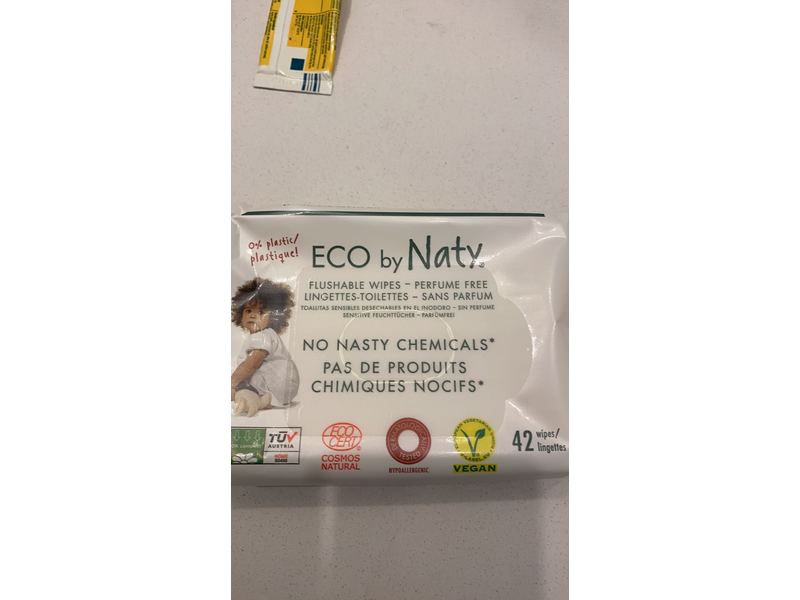 0% plastic/
plastique!
ECO by Naty
FLUSHABLE WIPES – PERFUME FREE
LINGETTES-TOILETTES – SANS PARFUM
TOALLITAS SENSIBLES DESECHABLES EN EL INODORO – SIN PERFUME
SENSITIVE FEUCHTTÜCHER – PARFÜMFREI
NO NASTY CHEMICALS*
PAS DE PRODUITS
CHIMIQUES NOCIFS*
TÜV
AUSTRIA
HOME
ECO
CERT
COSMOS
NATURAL
TESTED
HYPOALLERGENIC
V
VEGAN
42 wipes/
lingettes